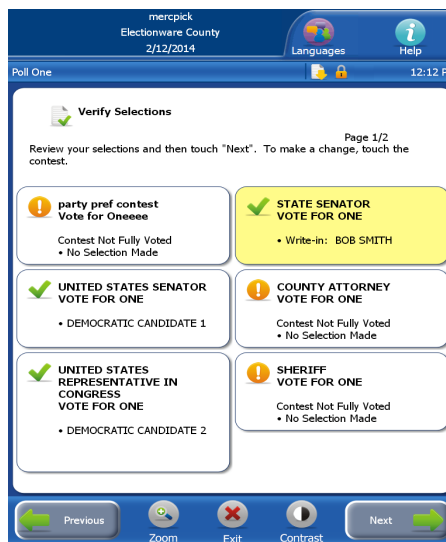 mercpick
Electionware County
2/12/2014
Languages
Help
Poll One
12:12 P
Verify Selections
Page 1/2
Review your selections and then touch "Next". To make a change, touch the
contest.
party pref contest
Vote for Oneeee
Contest Not Fully Voted
• No Selection Made
STATE SENATOR
VOTE FOR ONE
• Write-in: BOB SMITH
UNITED STATES SENATOR
VOTE FOR ONE
• DEMOCRATIC CANDIDATE 1
COUNTY ATTORNEY
VOTE FOR ONE
Contest Not Fully Voted
• No Selection Made
UNITED STATES
REPRESENTATIVE IN
CONGRESS
VOTE FOR ONE
• DEMOCRATIC CANDIDATE 2
SHERIFF
VOTE FOR ONE
Contest Not Fully Voted
• No Selection Made
Previous
Zoom
Exit
Contrast
Next